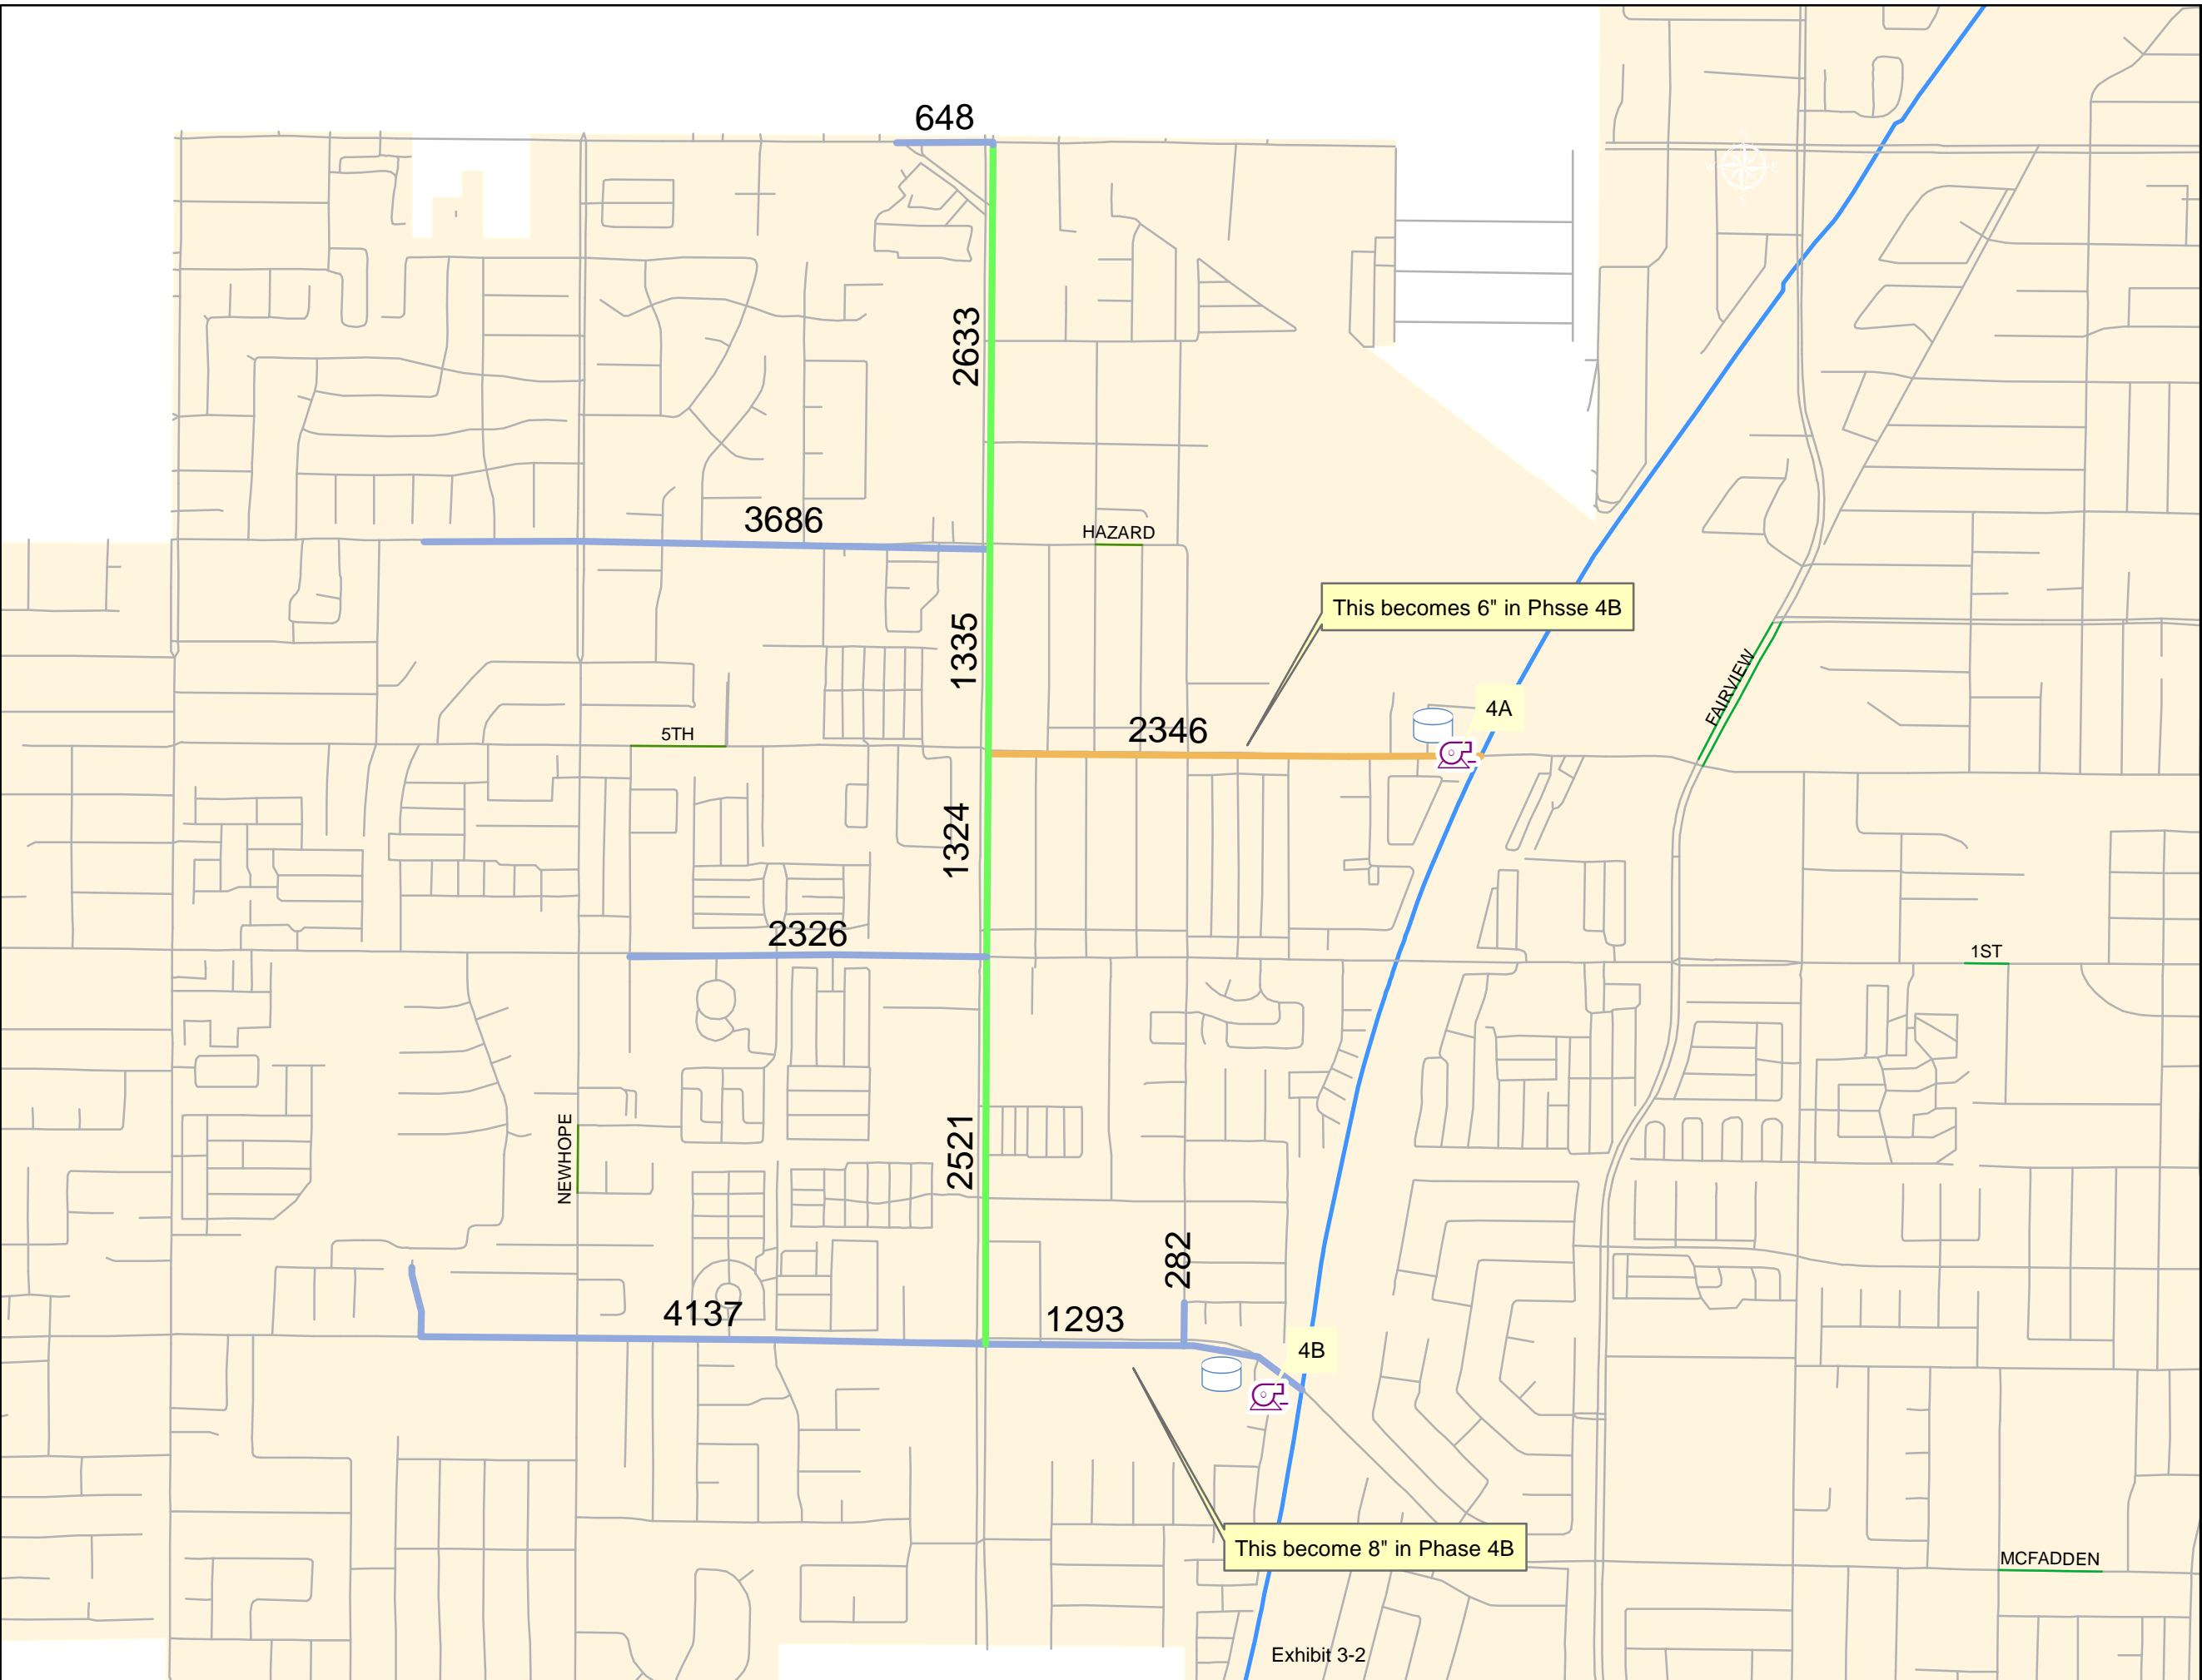 648
2633
3686
HAZARD
This becomes 6" in Phsse 4B
1335
FAIRVIEW
4A
5TH
2346
1324
2326
1ST
NEWHOPE
2521
282
4137
1293
4B
This become 8" in Phase 4B
MCFADDEN
Exhibit 3-2